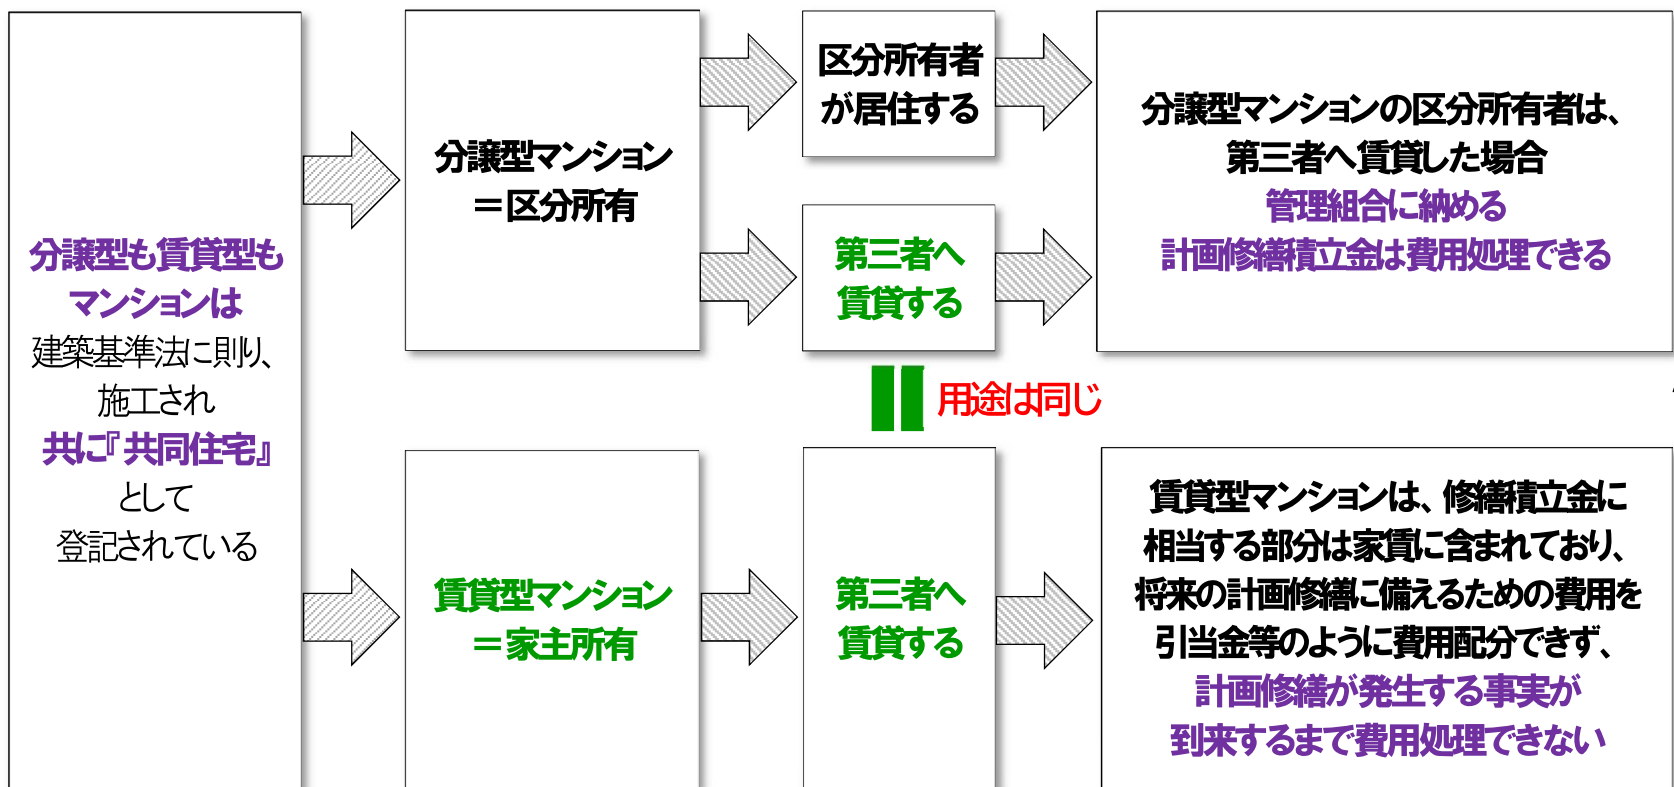 分譲型も賃貸型も
マンションは
建築基準法に則り、
施工され
共に『共同住宅』
として
登記されている
分譲型マンション
＝区分所有
区分所有者
が居住する
第三者へ
賃貸する
分譲型マンションの区分所有者は、
第三者へ賃貸した場合
管理組合に納める
計画修繕積立金は費用処理できる
用途は同じ
賃貸型マンション
＝家主所有
第三者へ
賃貸する
賃貸型マンションは、修繕積立金に
相当する部分は家賃に含まれており、
将来の計画修繕に備えるための費用を
引当金等のように費用配分できず、
計画修繕が発生する事実が
到来するまで費用処理できない